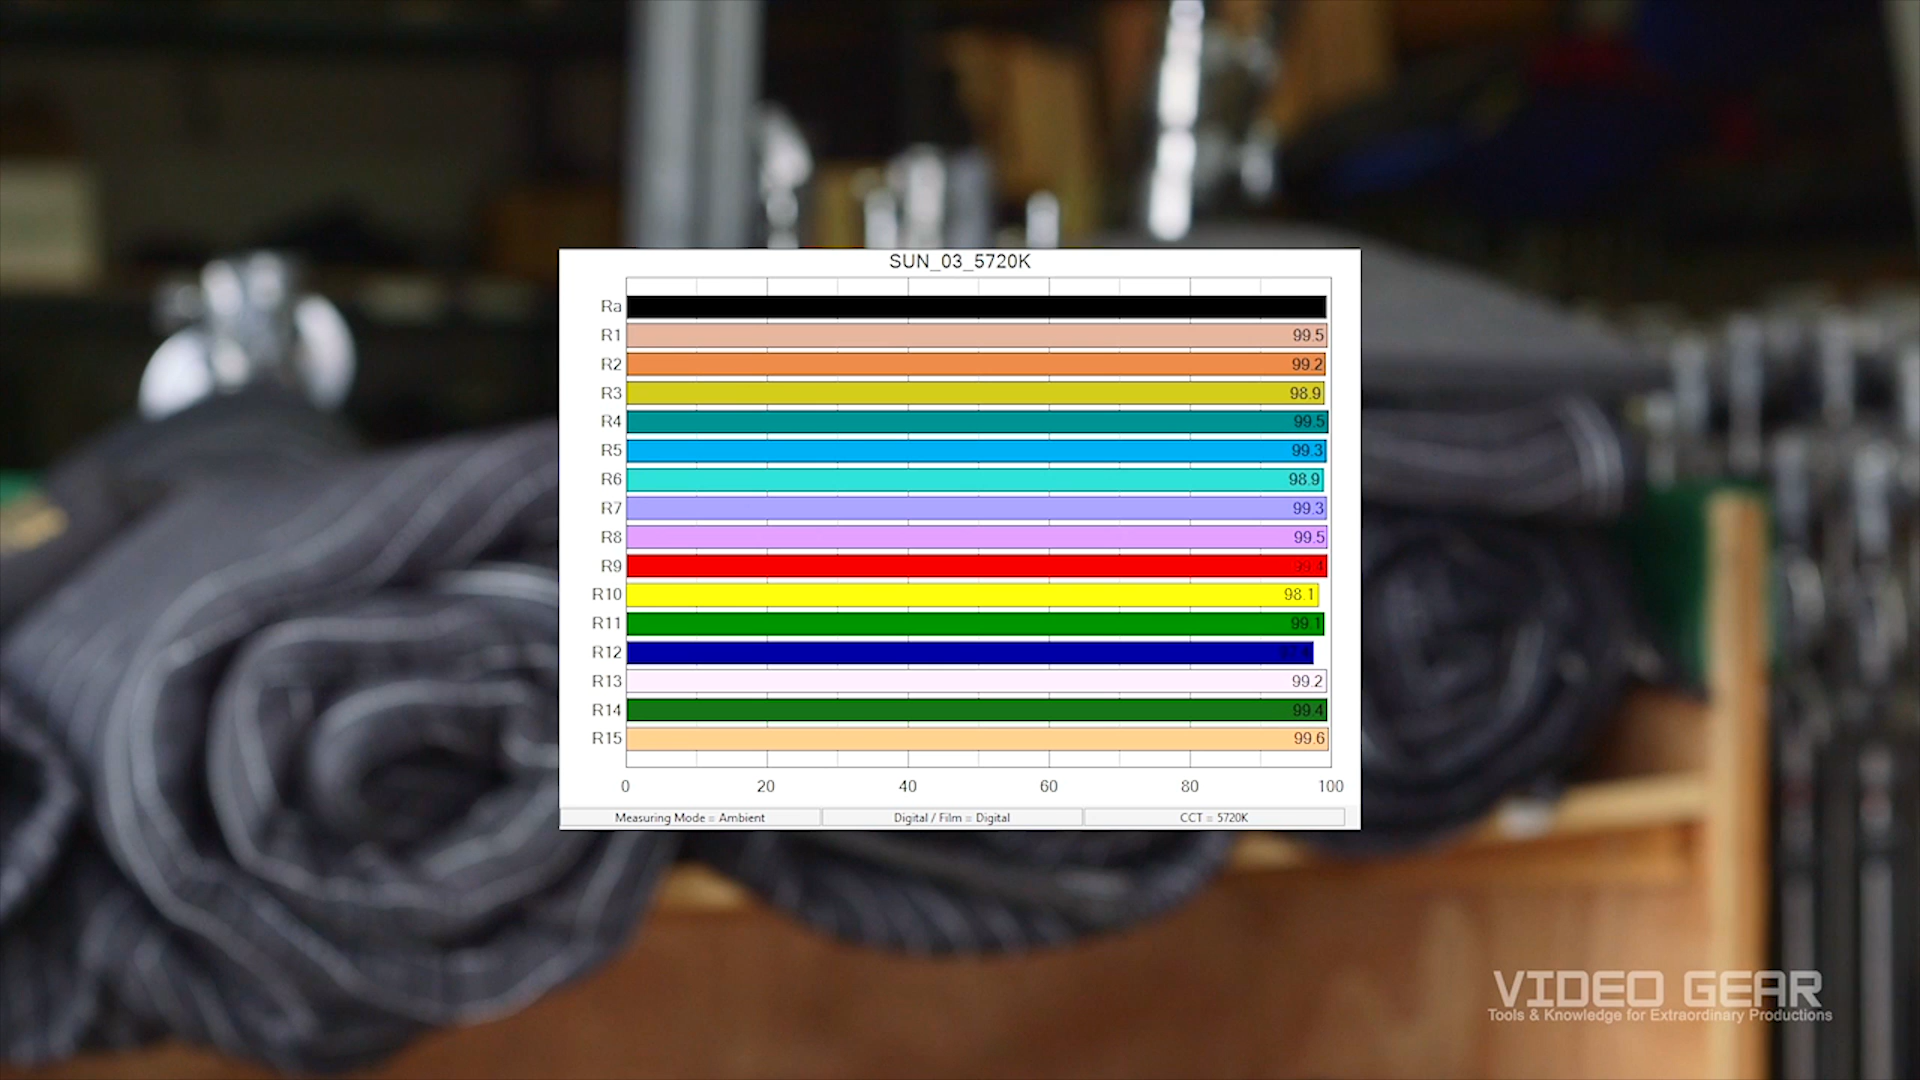 SUN_03_5720K
Ra
R1 99.5
R2 99.2
R3 98.9
R4 99.5
R5 99.3
R6 98.9
R7 99.3
R8 99.5
R9 99.4
R10 98.1
R11 99.1
R12
R13 99.2
R14 99.4
R15 99.6
0 20 40 60 80 100
Measuring Mode = Ambient Digital / Film = Digital CCT = 5720K
VIDEO GEAR
Tools & Knowledge for Extraordinary Productions